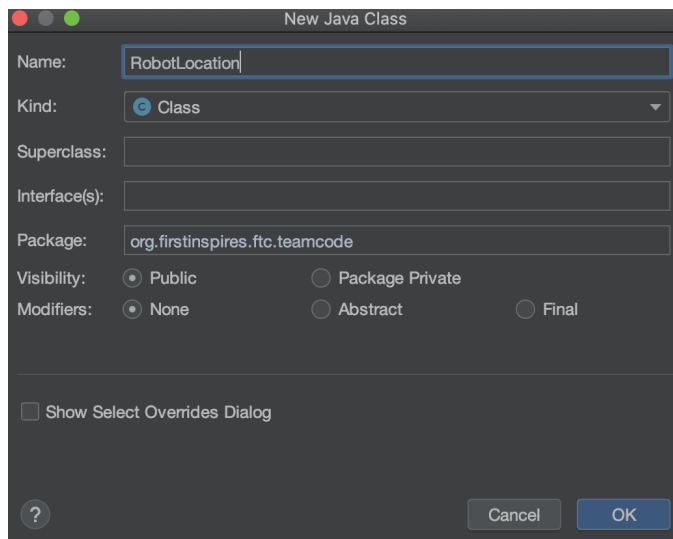 New Java Class
Name: RobotLocation
Kind: C Class
Superclass:
Interface(s):
Package: org.firstinspires.ftc.teamcode
Visibility: Public Package Private
Modifiers: None Abstract Final
Show Select Overrides Dialog
? Cancel OK